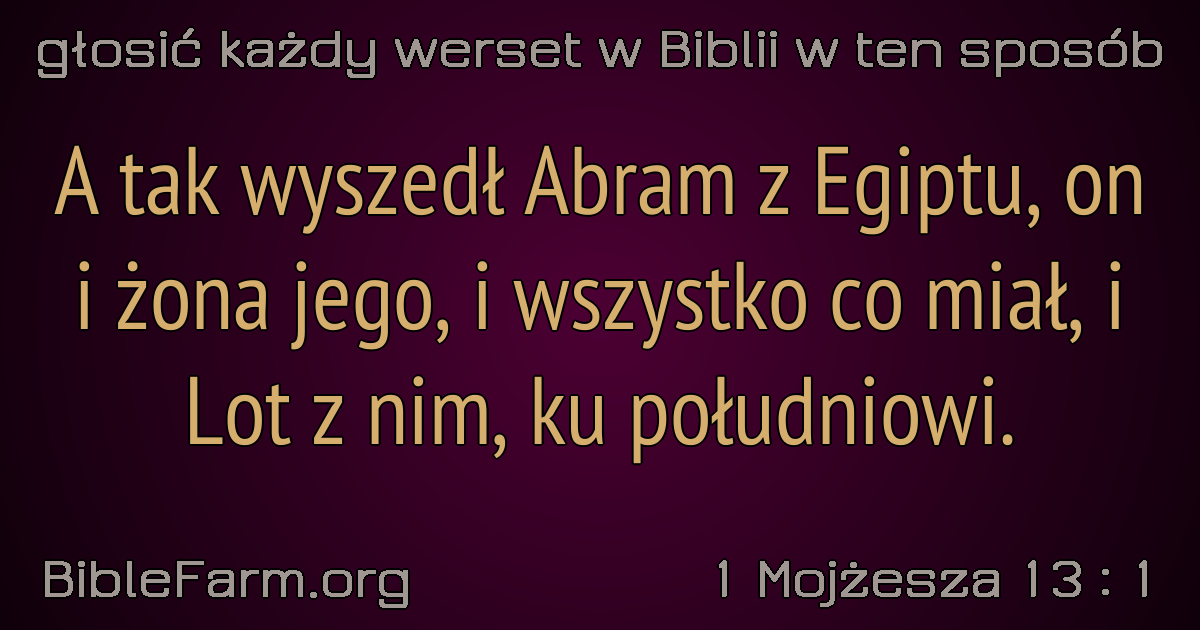 głosić każdy werset w Biblii w ten sposób
A tak wyszedł Abram z Egiptu, on
i żona jego, i wszystko co miał, i
Lot z nim, ku południowi.
BibleFarm.org
1 Mojżesza 13 : 1